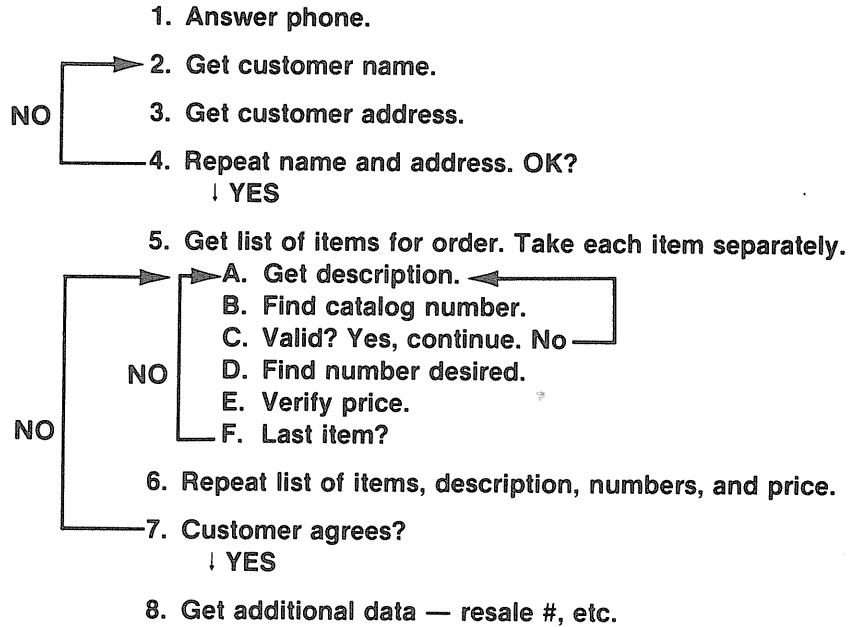 1. Answer phone.
2. Get customer name.
NO
3. Get customer address.
4. Repeat name and address. OK?
↓ YES
5. Get list of items for order. Take each item separately.
A. Get description.
B. Find catalog number.
C. Valid? Yes, continue. No
D. Find number desired.
NO
E. Verify price.
NO
F. Last item?
6. Repeat list of items, description, numbers, and price.
7. Customer agrees?
↓ YES
8. Get additional data — resale #, etc.